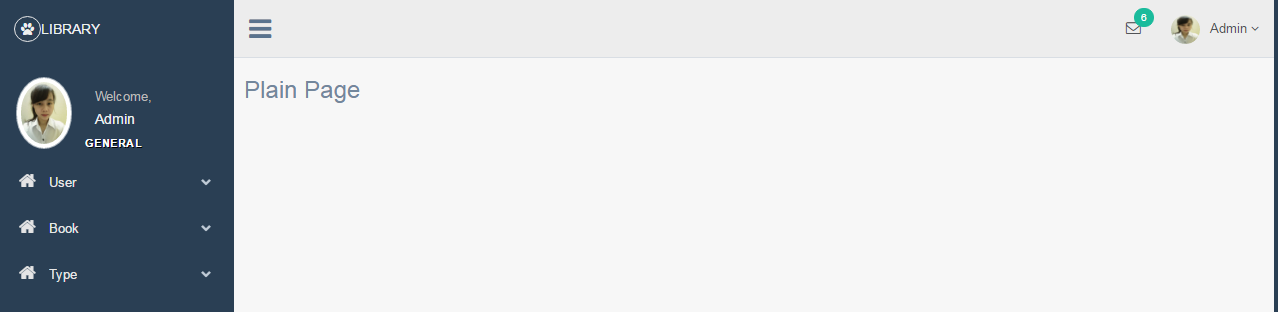 LIBRARY
6
Admin
Welcome,
Admin
GENERAL
User
Book
Type
Plain Page